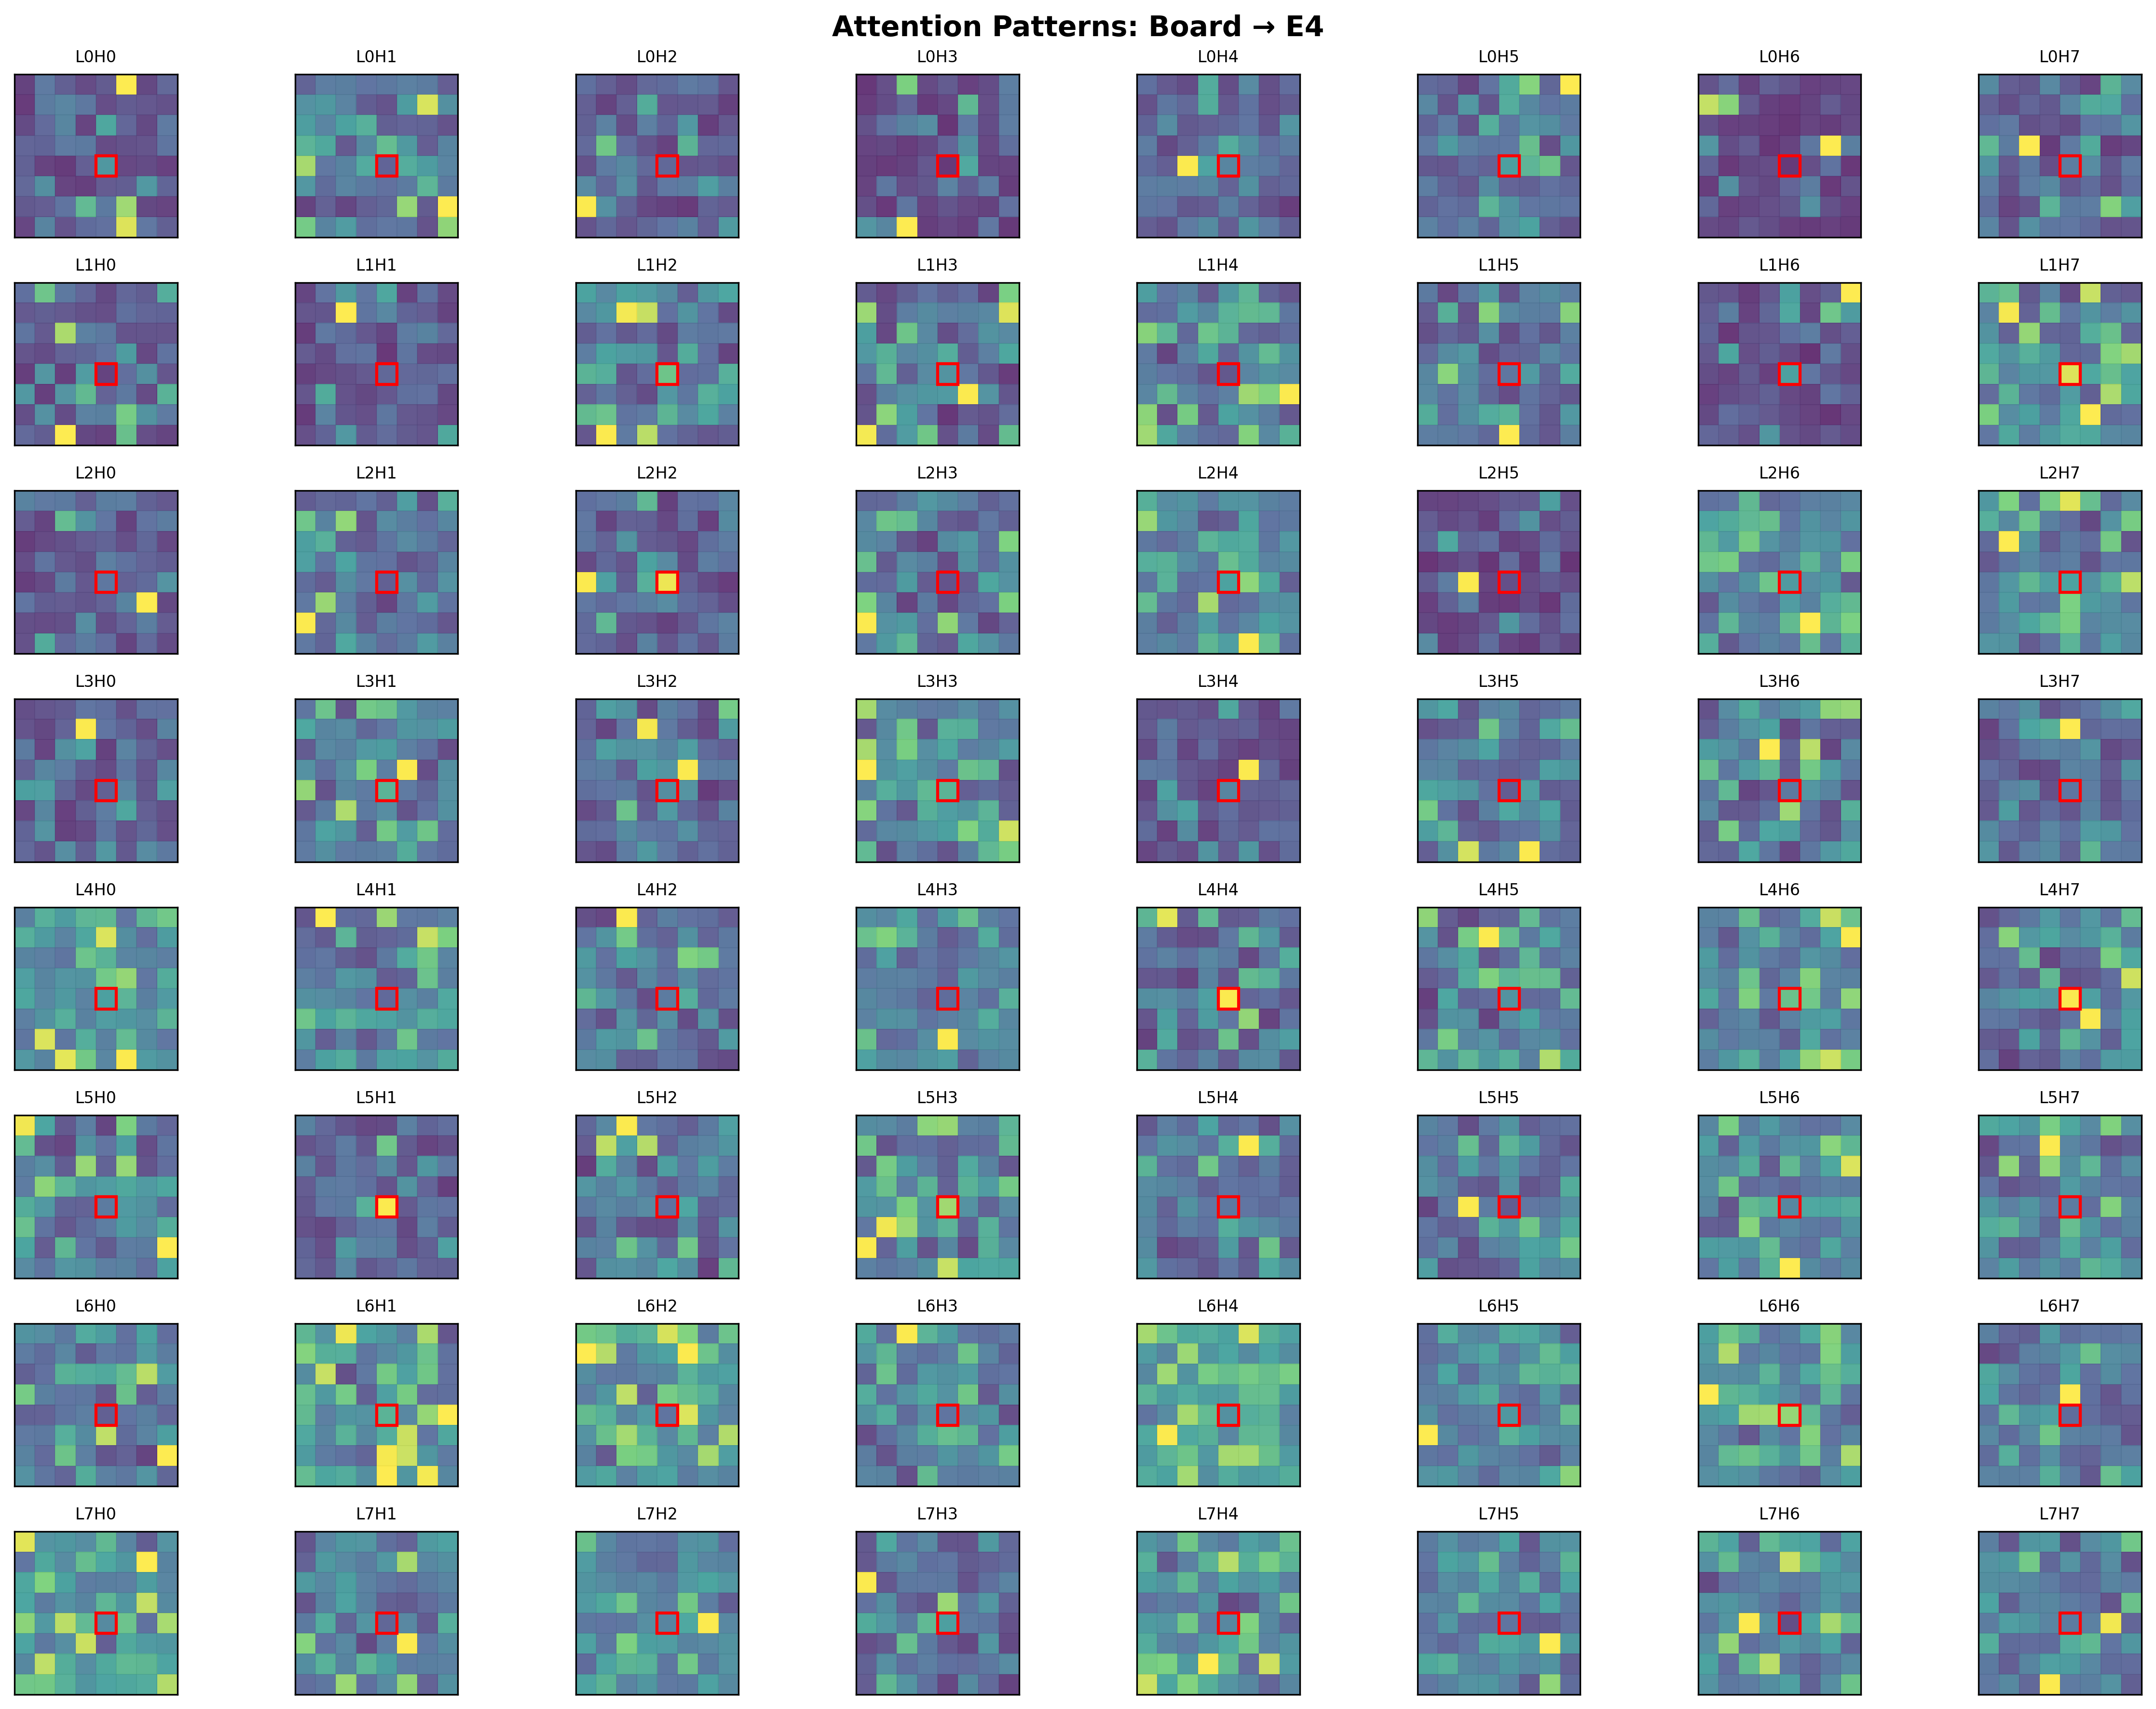 Attention Patterns: Board → E4
L0H0 L0H1 L0H2 L0H3 L0H4 L0H5 L0H6 L0H7
L1H0 L1H1 L1H2 L1H3 L1H4 L1H5 L1H6 L1H7
L2H0 L2H1 L2H2 L2H3 L2H4 L2H5 L2H6 L2H7
L3H0 L3H1 L3H2 L3H3 L3H4 L3H5 L3H6 L3H7
L4H0 L4H1 L4H2 L4H3 L4H4 L4H5 L4H6 L4H7
L5H0 L5H1 L5H2 L5H3 L5H4 L5H5 L5H6 L5H7
L6H0 L6H1 L6H2 L6H3 L6H4 L6H5 L6H6 L6H7
L7H0 L7H1 L7H2 L7H3 L7H4 L7H5 L7H6 L7H7